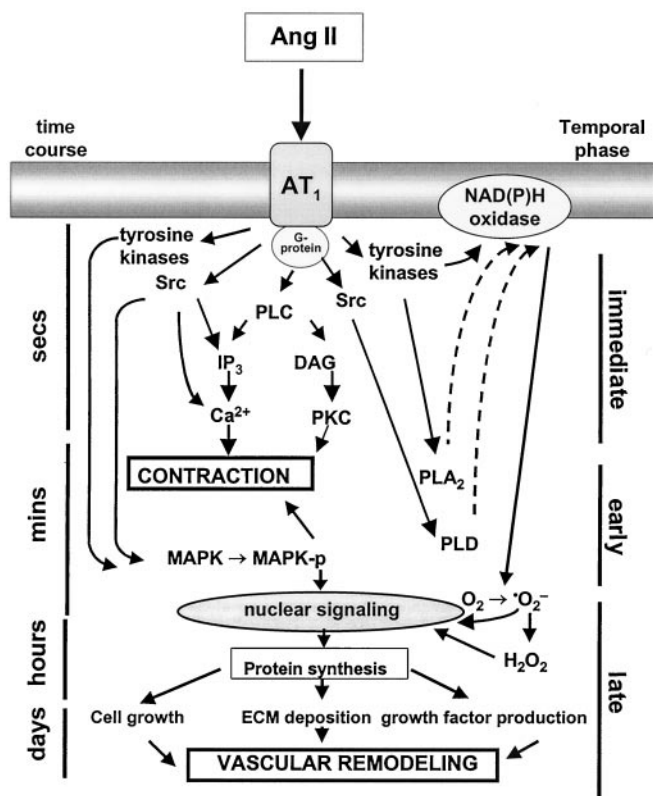 Ang II
time
course
Temporal
phase
AT₁
NAD(P)H
oxidase
G-
protein
tyrosine
kinases
tyrosine
kinases
Src
Src
PLC
secs
immediate
IP₃
DAG
Ca²⁺
PKC
CONTRACTION
PLA₂
mins
early
PLD
MAPK → MAPK-p
nuclear signaling
O₂ → •O₂⁻
H₂O₂
hours
late
Protein synthesis
Cell growth
ECM deposition
growth factor production
days
VASCULAR REMODELING